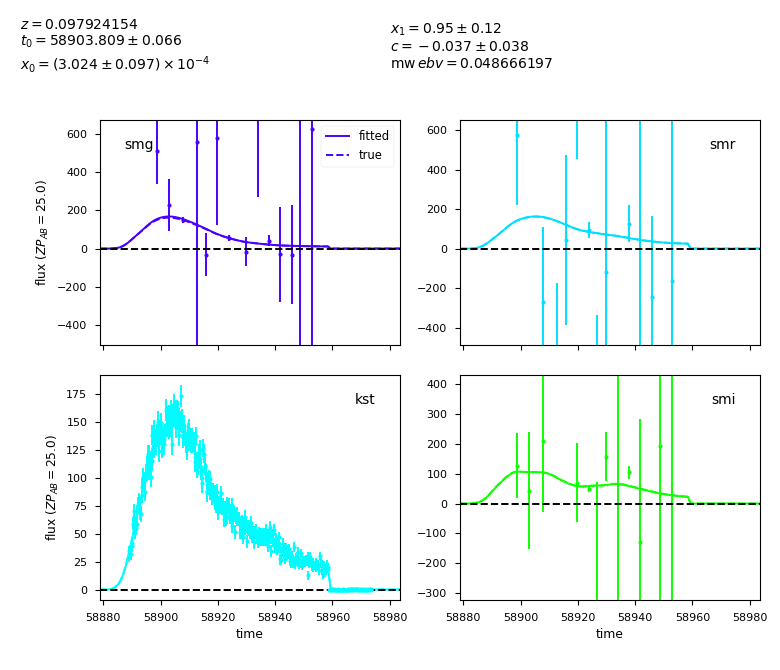 z = 0.097924154
t₀ = 58903.809 ± 0.066
x₀ = (3.024 ± 0.097) × 10⁻⁴
x₁ = 0.95 ± 0.12
c = −0.037 ± 0.038
mw ebv = 0.048666197
smg
fitted
true
600
400
200
0
−200
−400
flux (ZP_AB = 25.0)
smr
600
400
200
0
−200
−400
kst
175
150
125
100
75
50
25
0
flux (ZP_AB = 25.0)
58880 58900 58920 58940 58960 58980
time
smi
400
300
200
100
0
−100
−200
−300
58880 58900 58920 58940 58960 58980
time